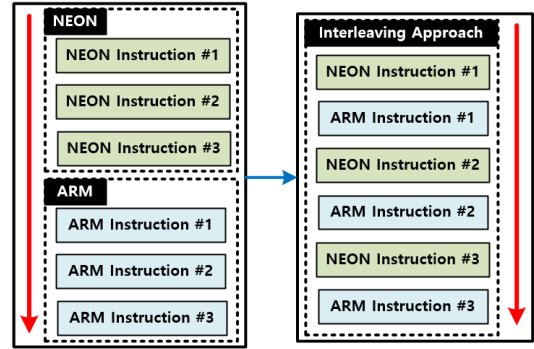 NEON
NEON Instruction #1
NEON Instruction #2
NEON Instruction #3
ARM
ARM Instruction #1
ARM Instruction #2
ARM Instruction #3
Interleaving Approach
NEON Instruction #1
ARM Instruction #1
NEON Instruction #2
ARM Instruction #2
NEON Instruction #3
ARM Instruction #3